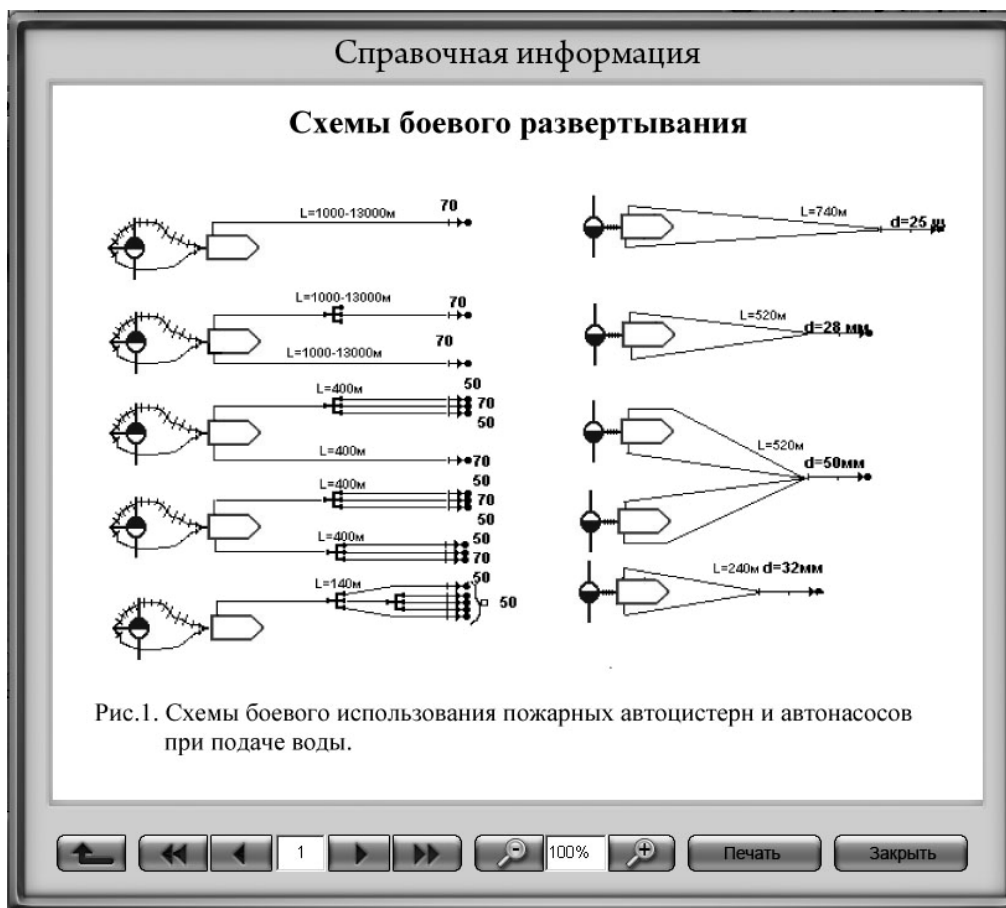 Справочная информация
Схемы боевого развертывания
L=1000-13000м 70
L=1000-13000м 70
L=1000-13000м 70
L=400м 50
70
50
L=400м 70
L=400м 50
70
50
L=400м 50
70
L=140м 50
50
L=740м d=25
L=520м d=28 мм
L=520м d=50мм
L=240м d=32мм
Рис.1. Схемы боевого использования пожарных автоцистерн и автонасосов
при подаче воды.
1 100% Печать Закрыть